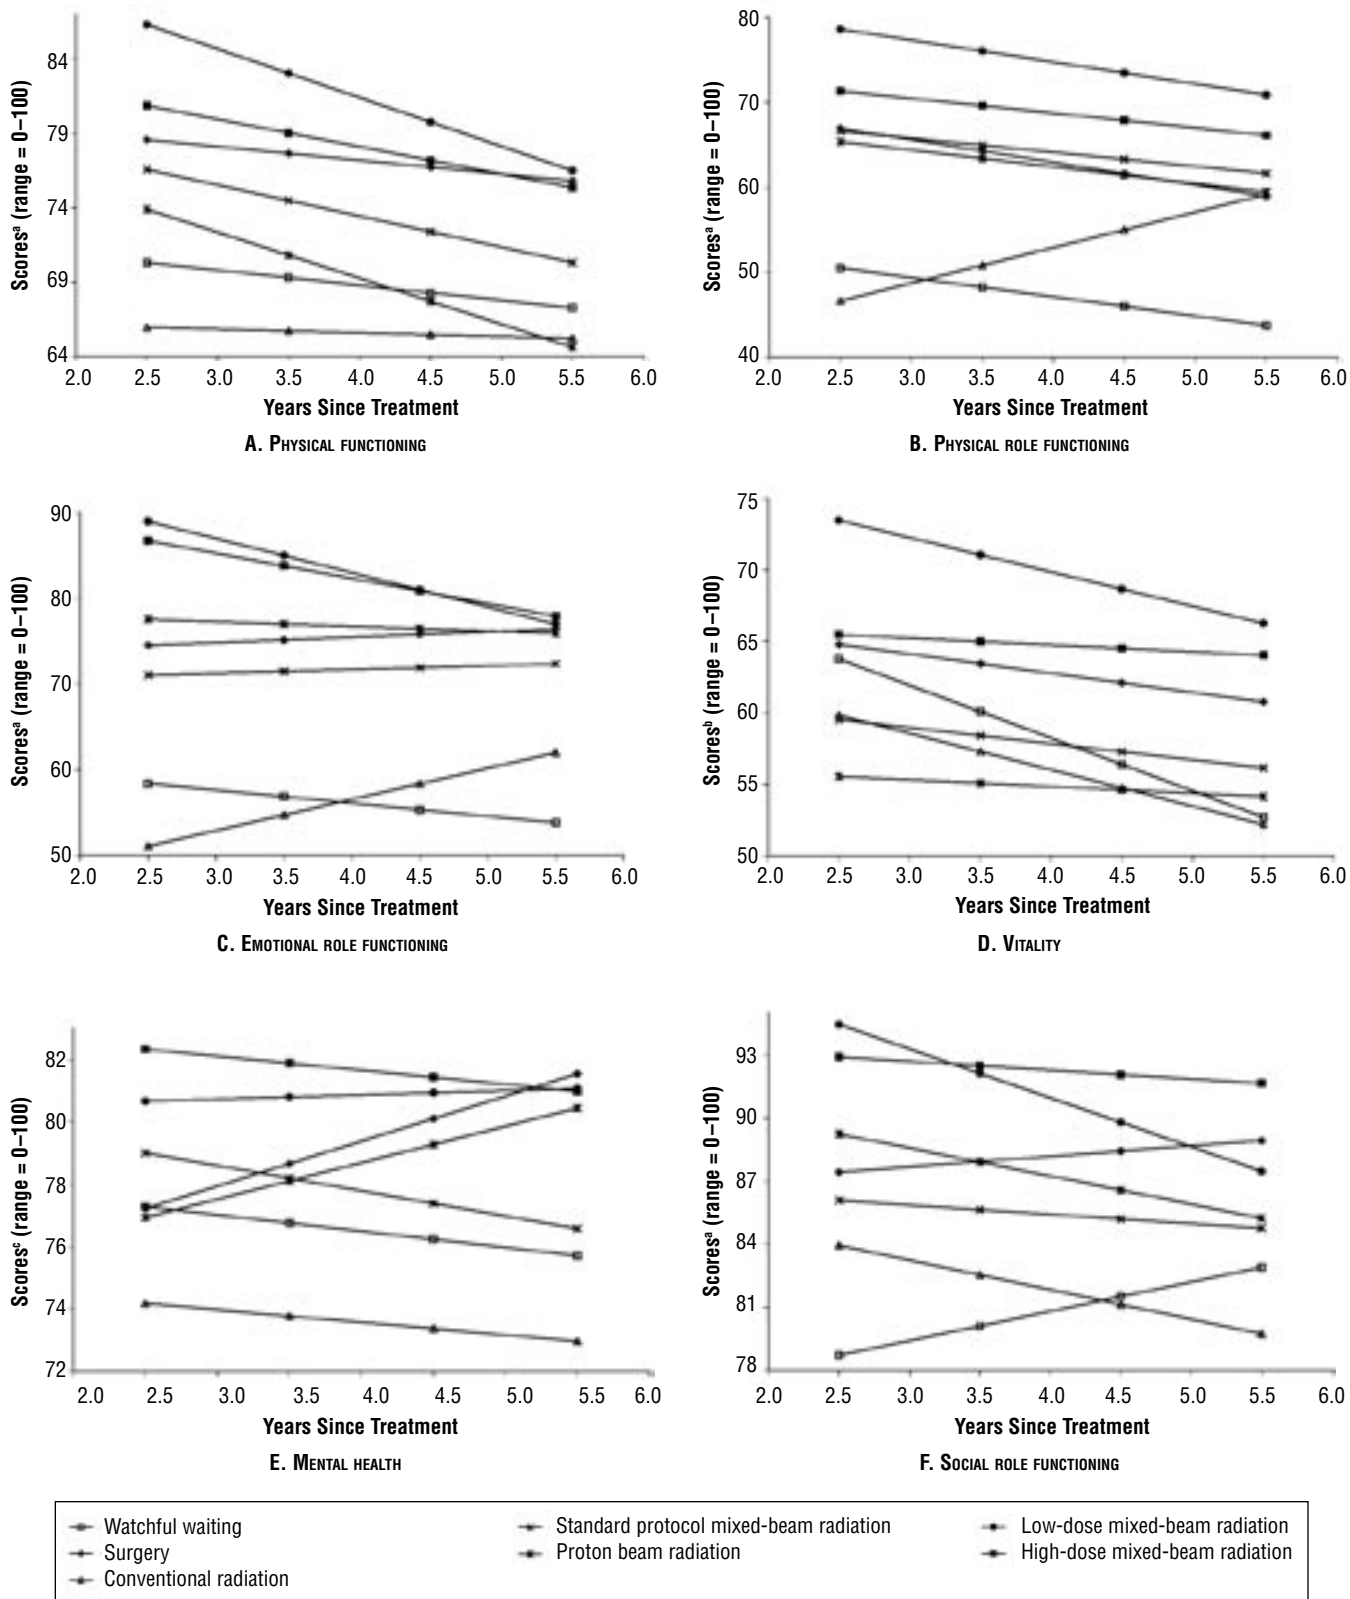 84
79
74
69
64
Scoresᵃ (range = 0–100)
2.0 2.5 3.0 3.5 4.0 4.5 5.0 5.5 6.0
Years Since Treatment
A. Physical functioning
80
70
60
50
40
Scoresᵃ (range = 0–100)
2.0 2.5 3.0 3.5 4.0 4.5 5.0 5.5 6.0
Years Since Treatment
B. Physical role functioning
90
80
70
60
50
Scoresᵃ (range = 0–100)
2.0 2.5 3.0 3.5 4.0 4.5 5.0 5.5 6.0
Years Since Treatment
C. Emotional role functioning
75
70
65
60
55
50
Scoresᵇ (range = 0–100)
2.0 2.5 3.0 3.5 4.0 4.5 5.0 5.5 6.0
Years Since Treatment
D. Vitality
82
80
78
76
74
72
Scoresᶜ (range = 0–100)
2.0 2.5 3.0 3.5 4.0 4.5 5.0 5.5 6.0
Years Since Treatment
E. Mental health
93
90
87
84
81
78
Scoresᵃ (range = 0–100)
2.0 2.5 3.0 3.5 4.0 4.5 5.0 5.5 6.0
Years Since Treatment
F. Social role functioning
Watchful waiting
Surgery
Conventional radiation
Standard protocol mixed-beam radiation
Proton beam radiation
Low-dose mixed-beam radiation
High-dose mixed-beam radiation